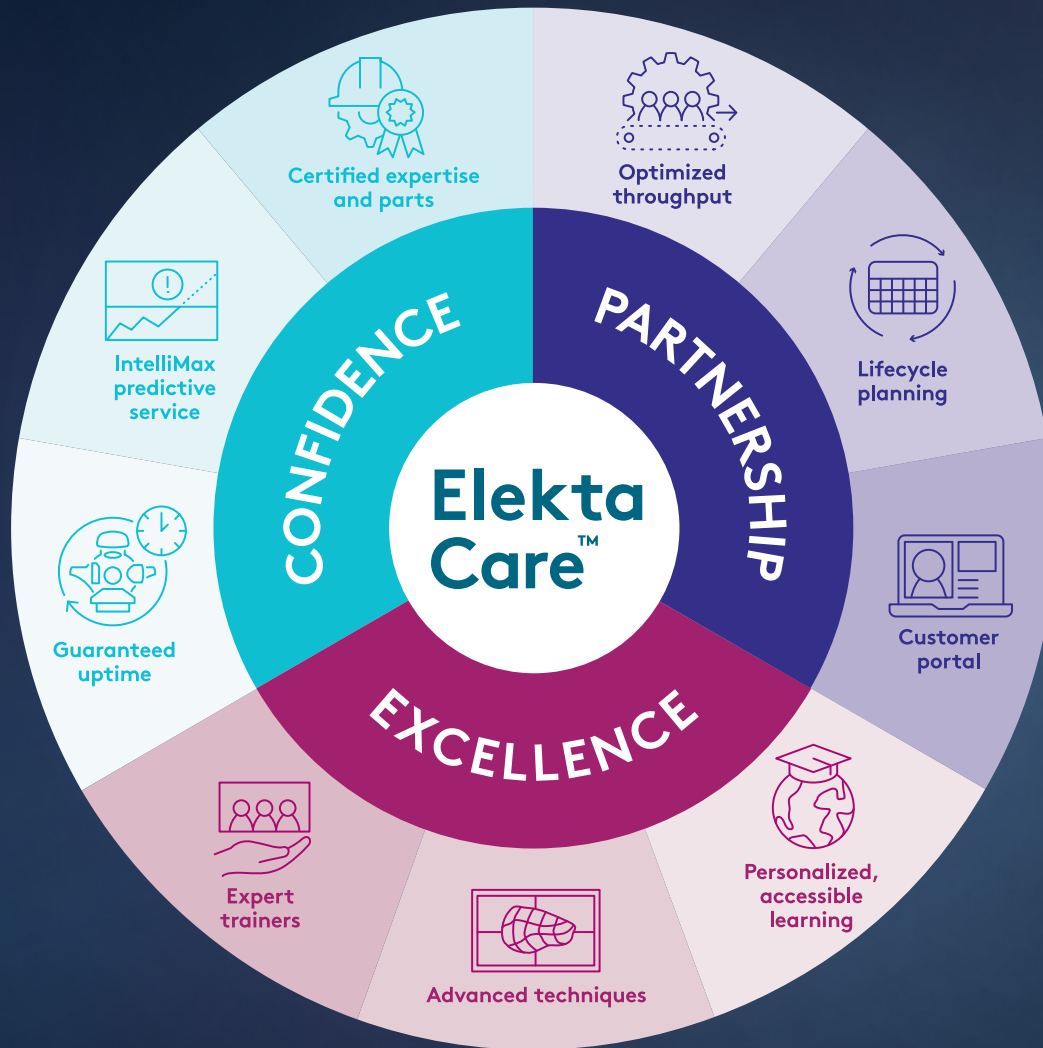 Elekta
Care™
CONFIDENCE
PARTNERSHIP
EXCELLENCE
Certified expertise
and parts
Optimized
throughput
Lifecycle
planning
Customer
portal
Personalized,
accessible
learning
Advanced techniques
Expert
trainers
Guaranteed
uptime
IntelliMax
predictive
service